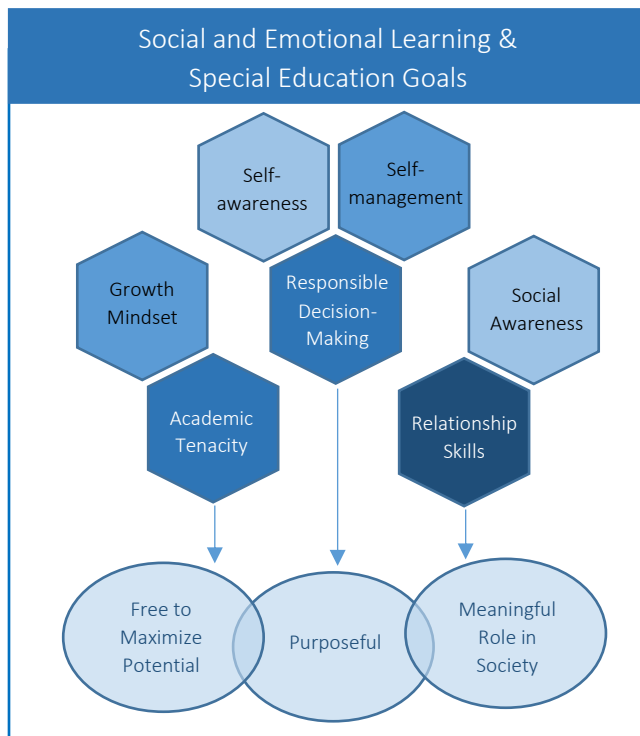 Social and Emotional Learning &
Special Education Goals
Self-
awareness
Self-
management
Growth
Mindset
Responsible
Decision-
Making
Social
Awareness
Academic
Tenacity
Relationship
Skills
Free to
Maximize
Potential
Purposeful
Meaningful
Role in
Society